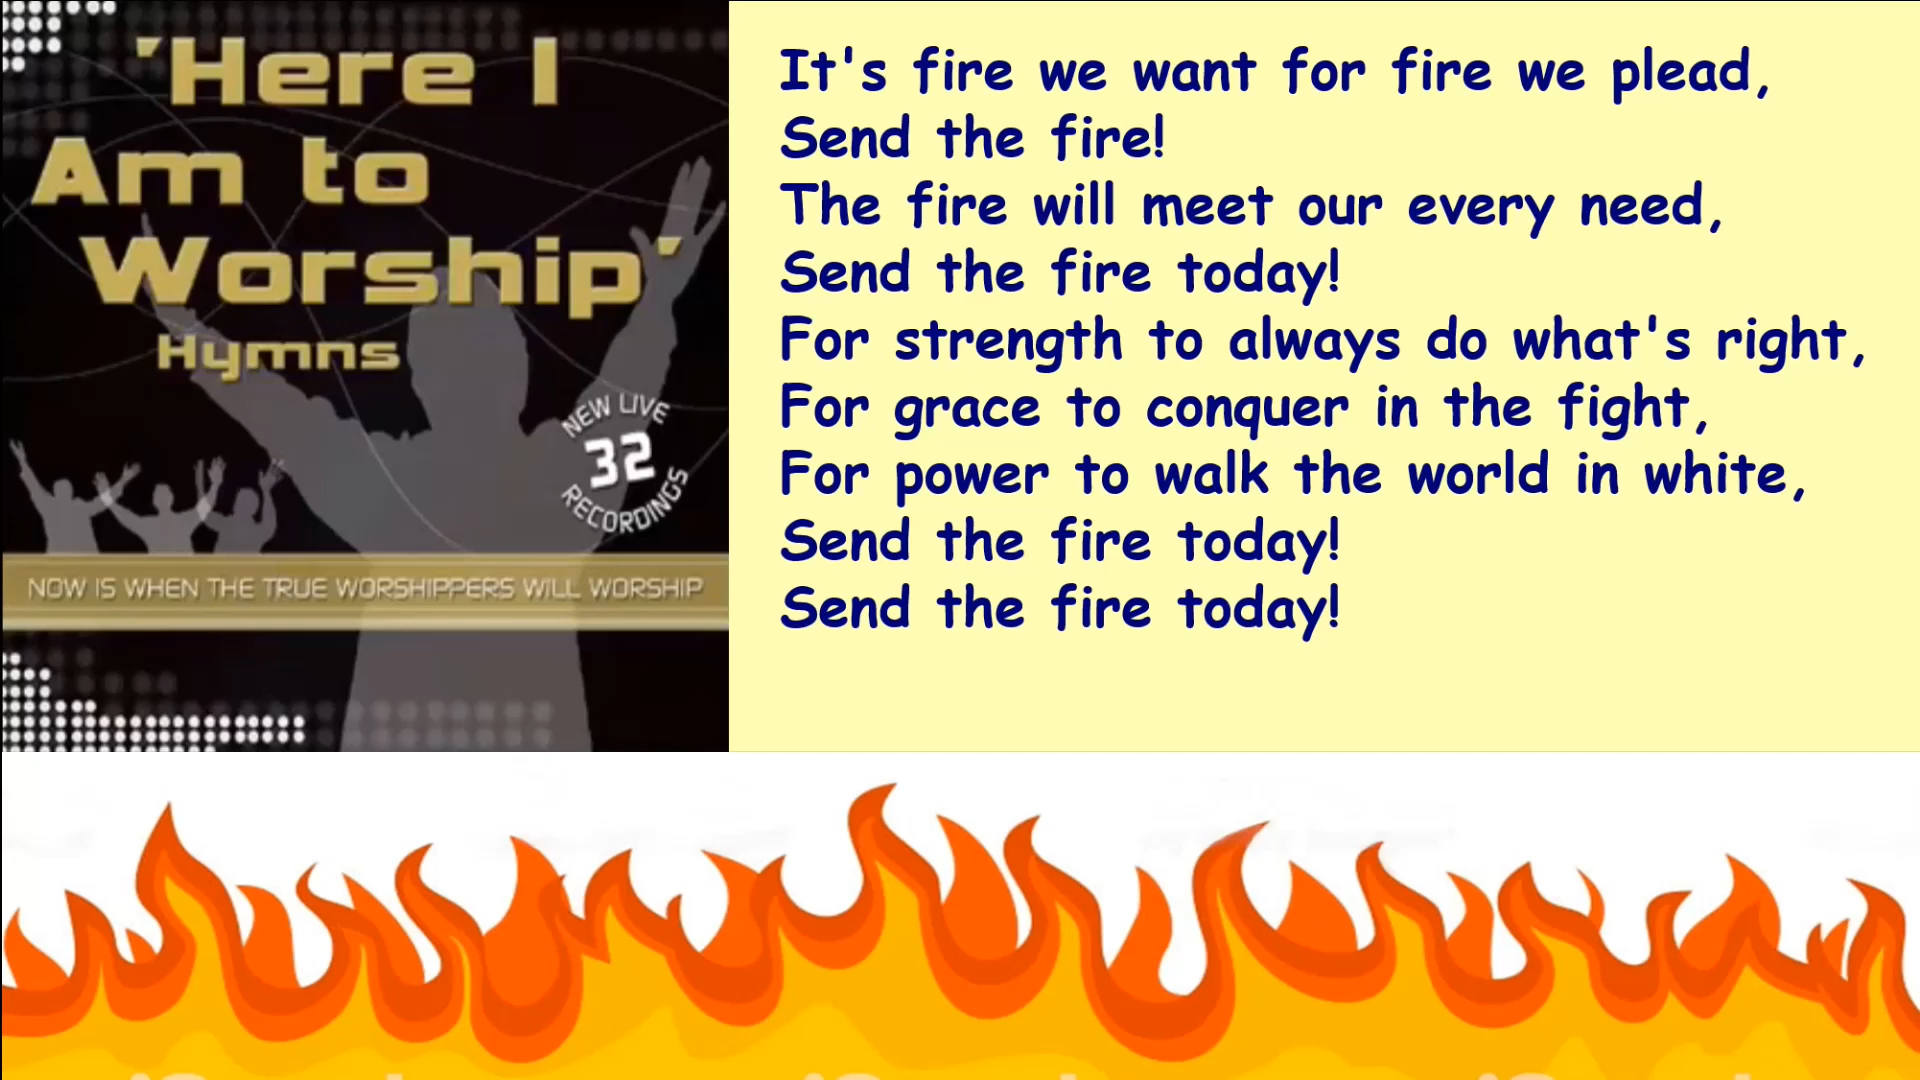 'Here I
Am to
Worship'
Hymns
NEW LIVE
32
RECORDINGS
NOW IS WHEN THE TRUE WORSHIPPERS WILL WORSHIP
It's fire we want for fire we plead,
Send the fire!
The fire will meet our every need,
Send the fire today!
For strength to always do what's right,
For grace to conquer in the fight,
For power to walk the world in white,
Send the fire today!
Send the fire today!